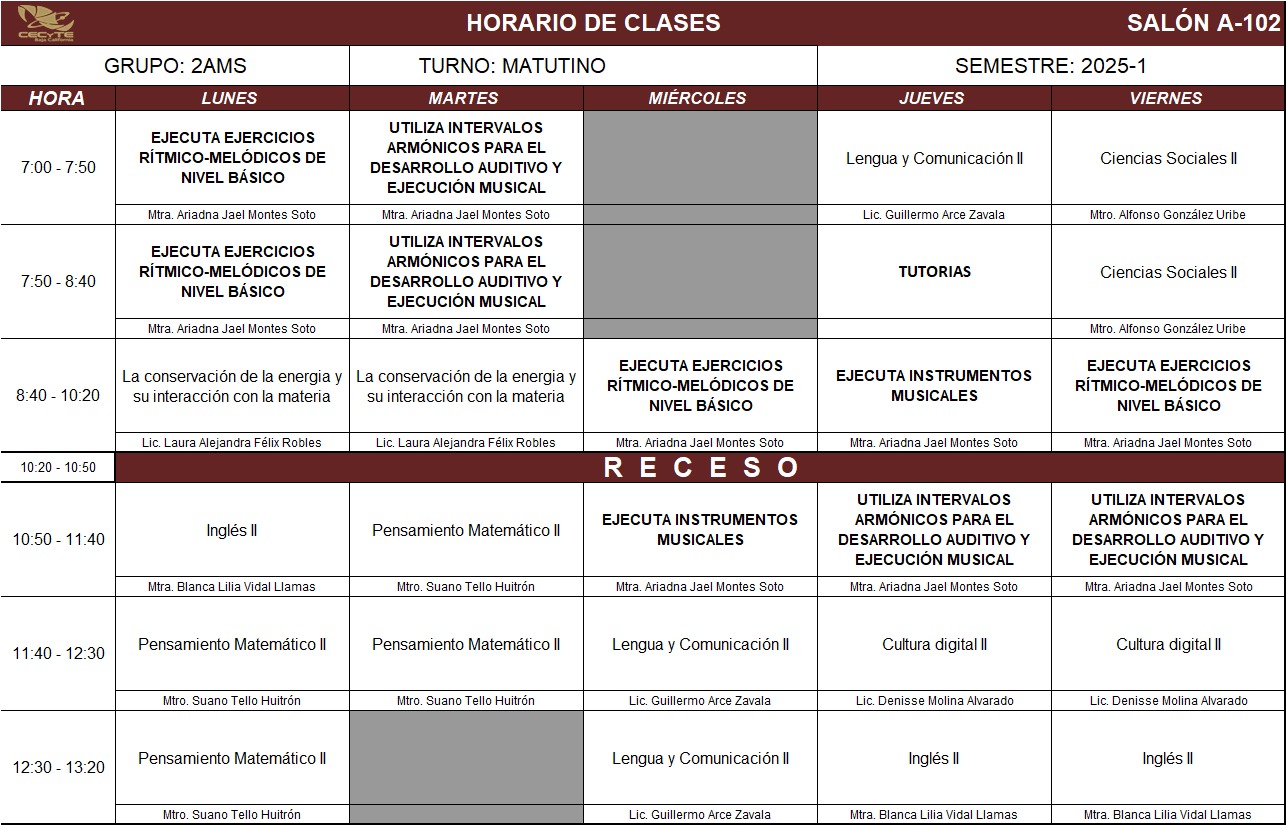 CECyTE
Baja California
HORARIO DE CLASES
SALÓN A-102
GRUPO: 2AMS
TURNO: MATUTINO
SEMESTRE: 2025-1
HORA
LUNES
MARTES
MIÉRCOLES
JUEVES
VIERNES
7:00 - 7:50
EJECUTA EJERCICIOS
RÍTMICO-MELÓDICOS DE
NIVEL BÁSICO
UTILIZA INTERVALOS
ARMÓNICOS PARA EL
DESARROLLO AUDITIVO Y
EJECUCIÓN MUSICAL
Lengua y Comunicación II
Ciencias Sociales II
Mtra. Ariadna Jael Montes Soto
Mtra. Ariadna Jael Montes Soto
Lic. Guillermo Arce Zavala
Mtro. Alfonso González Uribe
7:50 - 8:40
EJECUTA EJERCICIOS
RÍTMICO-MELÓDICOS DE
NIVEL BÁSICO
UTILIZA INTERVALOS
ARMÓNICOS PARA EL
DESARROLLO AUDITIVO Y
EJECUCIÓN MUSICAL
TUTORIAS
Ciencias Sociales II
Mtra. Ariadna Jael Montes Soto
Mtra. Ariadna Jael Montes Soto
Mtro. Alfonso González Uribe
8:40 - 10:20
La conservación de la energia y
su interacción con la materia
La conservación de la energia y
su interacción con la materia
EJECUTA EJERCICIOS
RÍTMICO-MELÓDICOS DE
NIVEL BÁSICO
EJECUTA INSTRUMENTOS
MUSICALES
EJECUTA EJERCICIOS
RÍTMICO-MELÓDICOS DE
NIVEL BÁSICO
Lic. Laura Alejandra Félix Robles
Lic. Laura Alejandra Félix Robles
Mtra. Ariadna Jael Montes Soto
Mtra. Ariadna Jael Montes Soto
Mtra. Ariadna Jael Montes Soto
10:20 - 10:50
R E C E S O
10:50 - 11:40
Inglés II
Pensamiento Matemático II
EJECUTA INSTRUMENTOS
MUSICALES
UTILIZA INTERVALOS
ARMÓNICOS PARA EL
DESARROLLO AUDITIVO Y
EJECUCIÓN MUSICAL
UTILIZA INTERVALOS
ARMÓNICOS PARA EL
DESARROLLO AUDITIVO Y
EJECUCIÓN MUSICAL
Mtra. Blanca Lilia Vidal Llamas
Mtro. Suano Tello Huitrón
Mtra. Ariadna Jael Montes Soto
Mtra. Ariadna Jael Montes Soto
Mtra. Ariadna Jael Montes Soto
11:40 - 12:30
Pensamiento Matemático II
Pensamiento Matemático II
Lengua y Comunicación II
Cultura digital II
Cultura digital II
Mtro. Suano Tello Huitrón
Mtro. Suano Tello Huitrón
Lic. Guillermo Arce Zavala
Lic. Denisse Molina Alvarado
Lic. Denisse Molina Alvarado
12:30 - 13:20
Pensamiento Matemático II
Lengua y Comunicación II
Inglés II
Inglés II
Mtro. Suano Tello Huitrón
Lic. Guillermo Arce Zavala
Mtra. Blanca Lilia Vidal Llamas
Mtra. Blanca Lilia Vidal Llamas